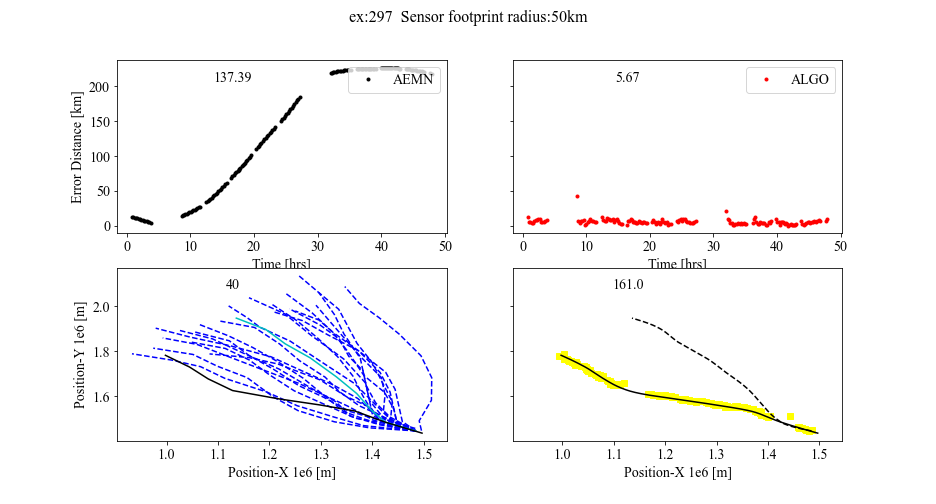 ex:297  Sensor footprint radius:50km
137.39
AEMN
5.67
ALGO
Error Distance [km]
200
150
100
50
0
0 10 20 30 40 50
0 10 20 30 40 50
Time [hrs]
Time [hrs]
40
161.0
Position-Y 1e6 [m]
2.0
1.8
1.6
1.0 1.1 1.2 1.3 1.4 1.5
1.0 1.1 1.2 1.3 1.4 1.5
Position-X 1e6 [m]
Position-X 1e6 [m]